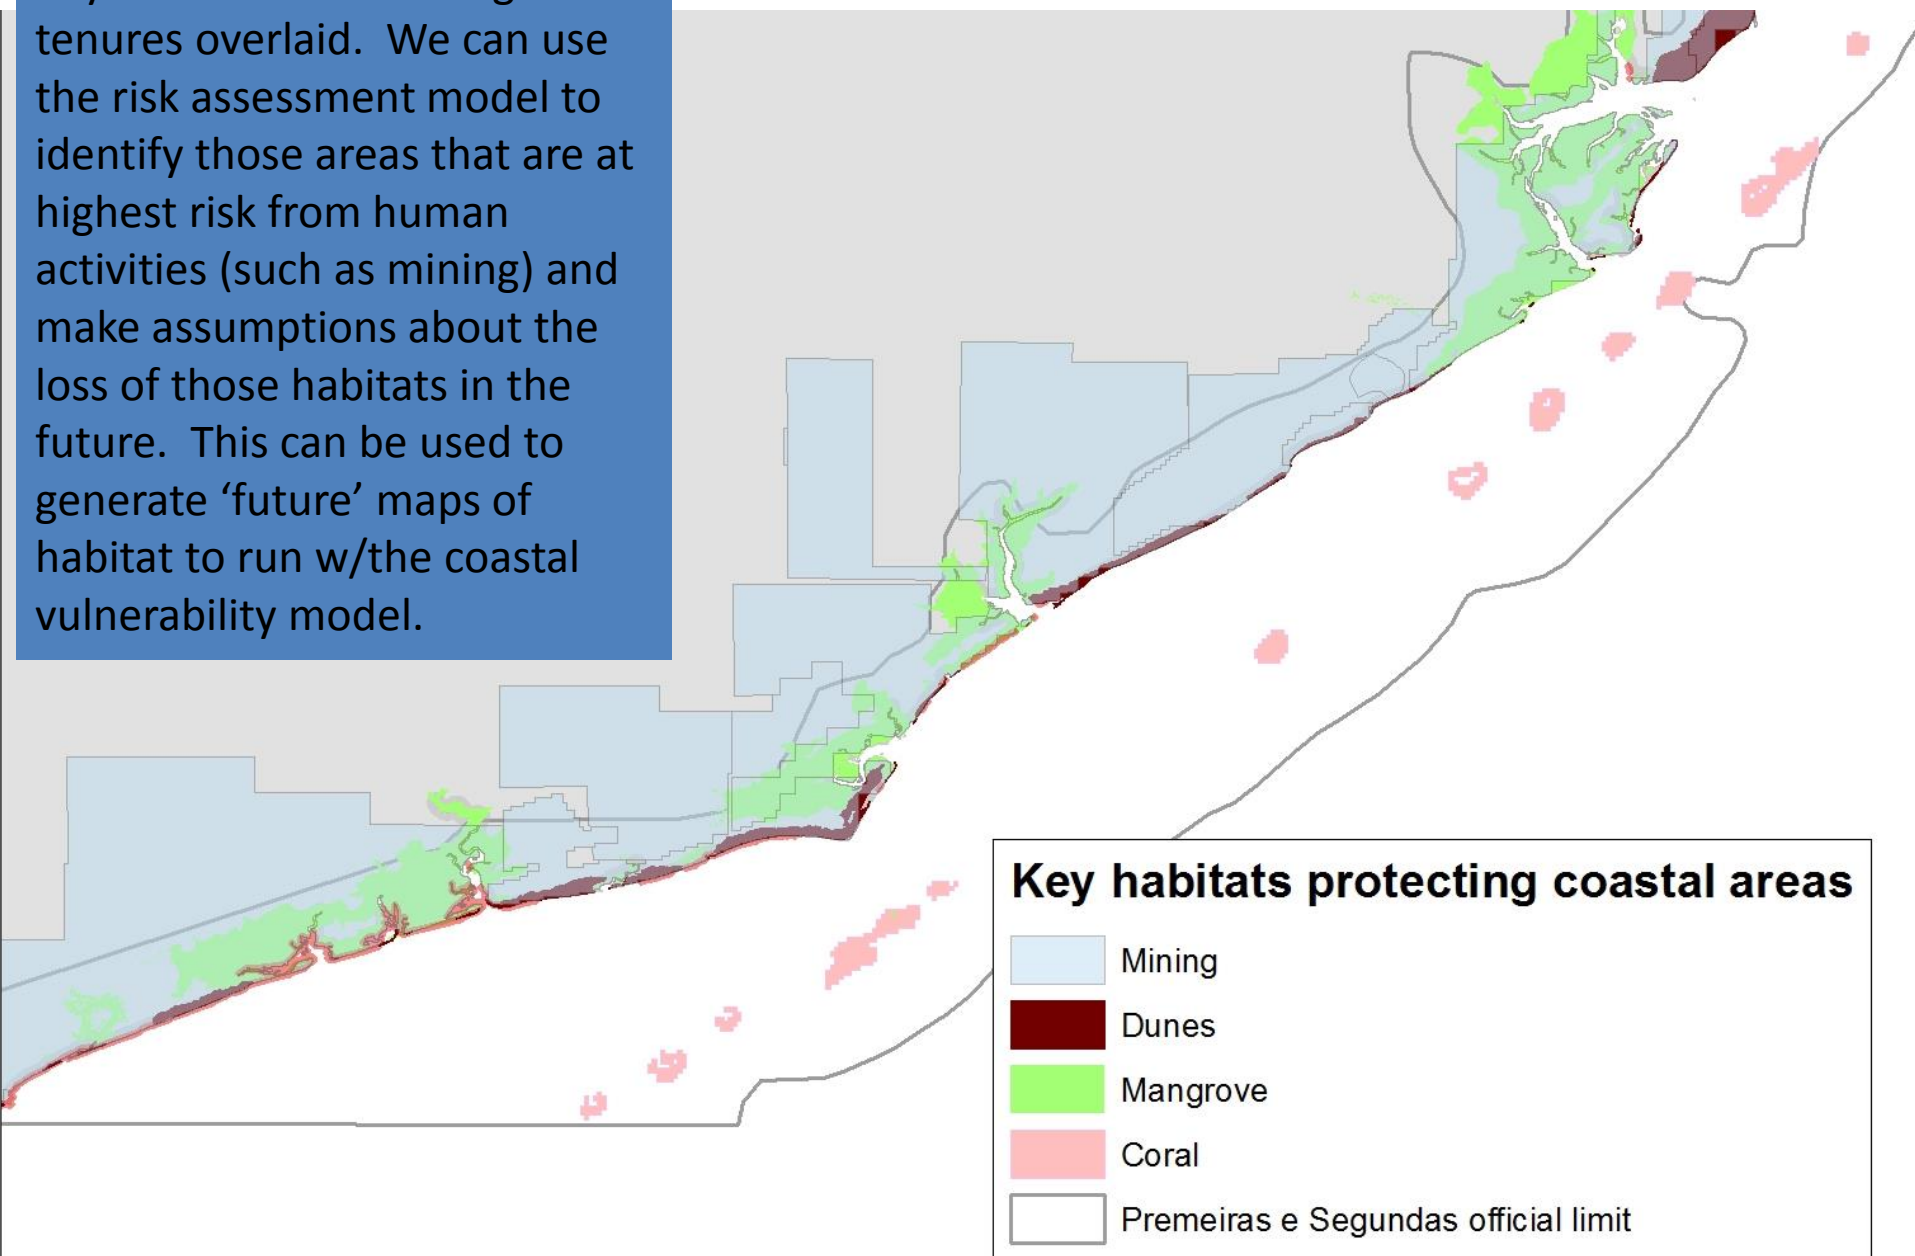 tenures overlaid. We can use
the risk assessment model to
identify those areas that are at
highest risk from human
activities (such as mining) and
make assumptions about the
loss of those habitats in the
future. This can be used to
generate ‘future’ maps of
habitat to run w/the coastal
vulnerability model.
Key habitats protecting coastal areas
Mining
Dunes
Mangrove
Coral
Premeiras e Segundas official limit